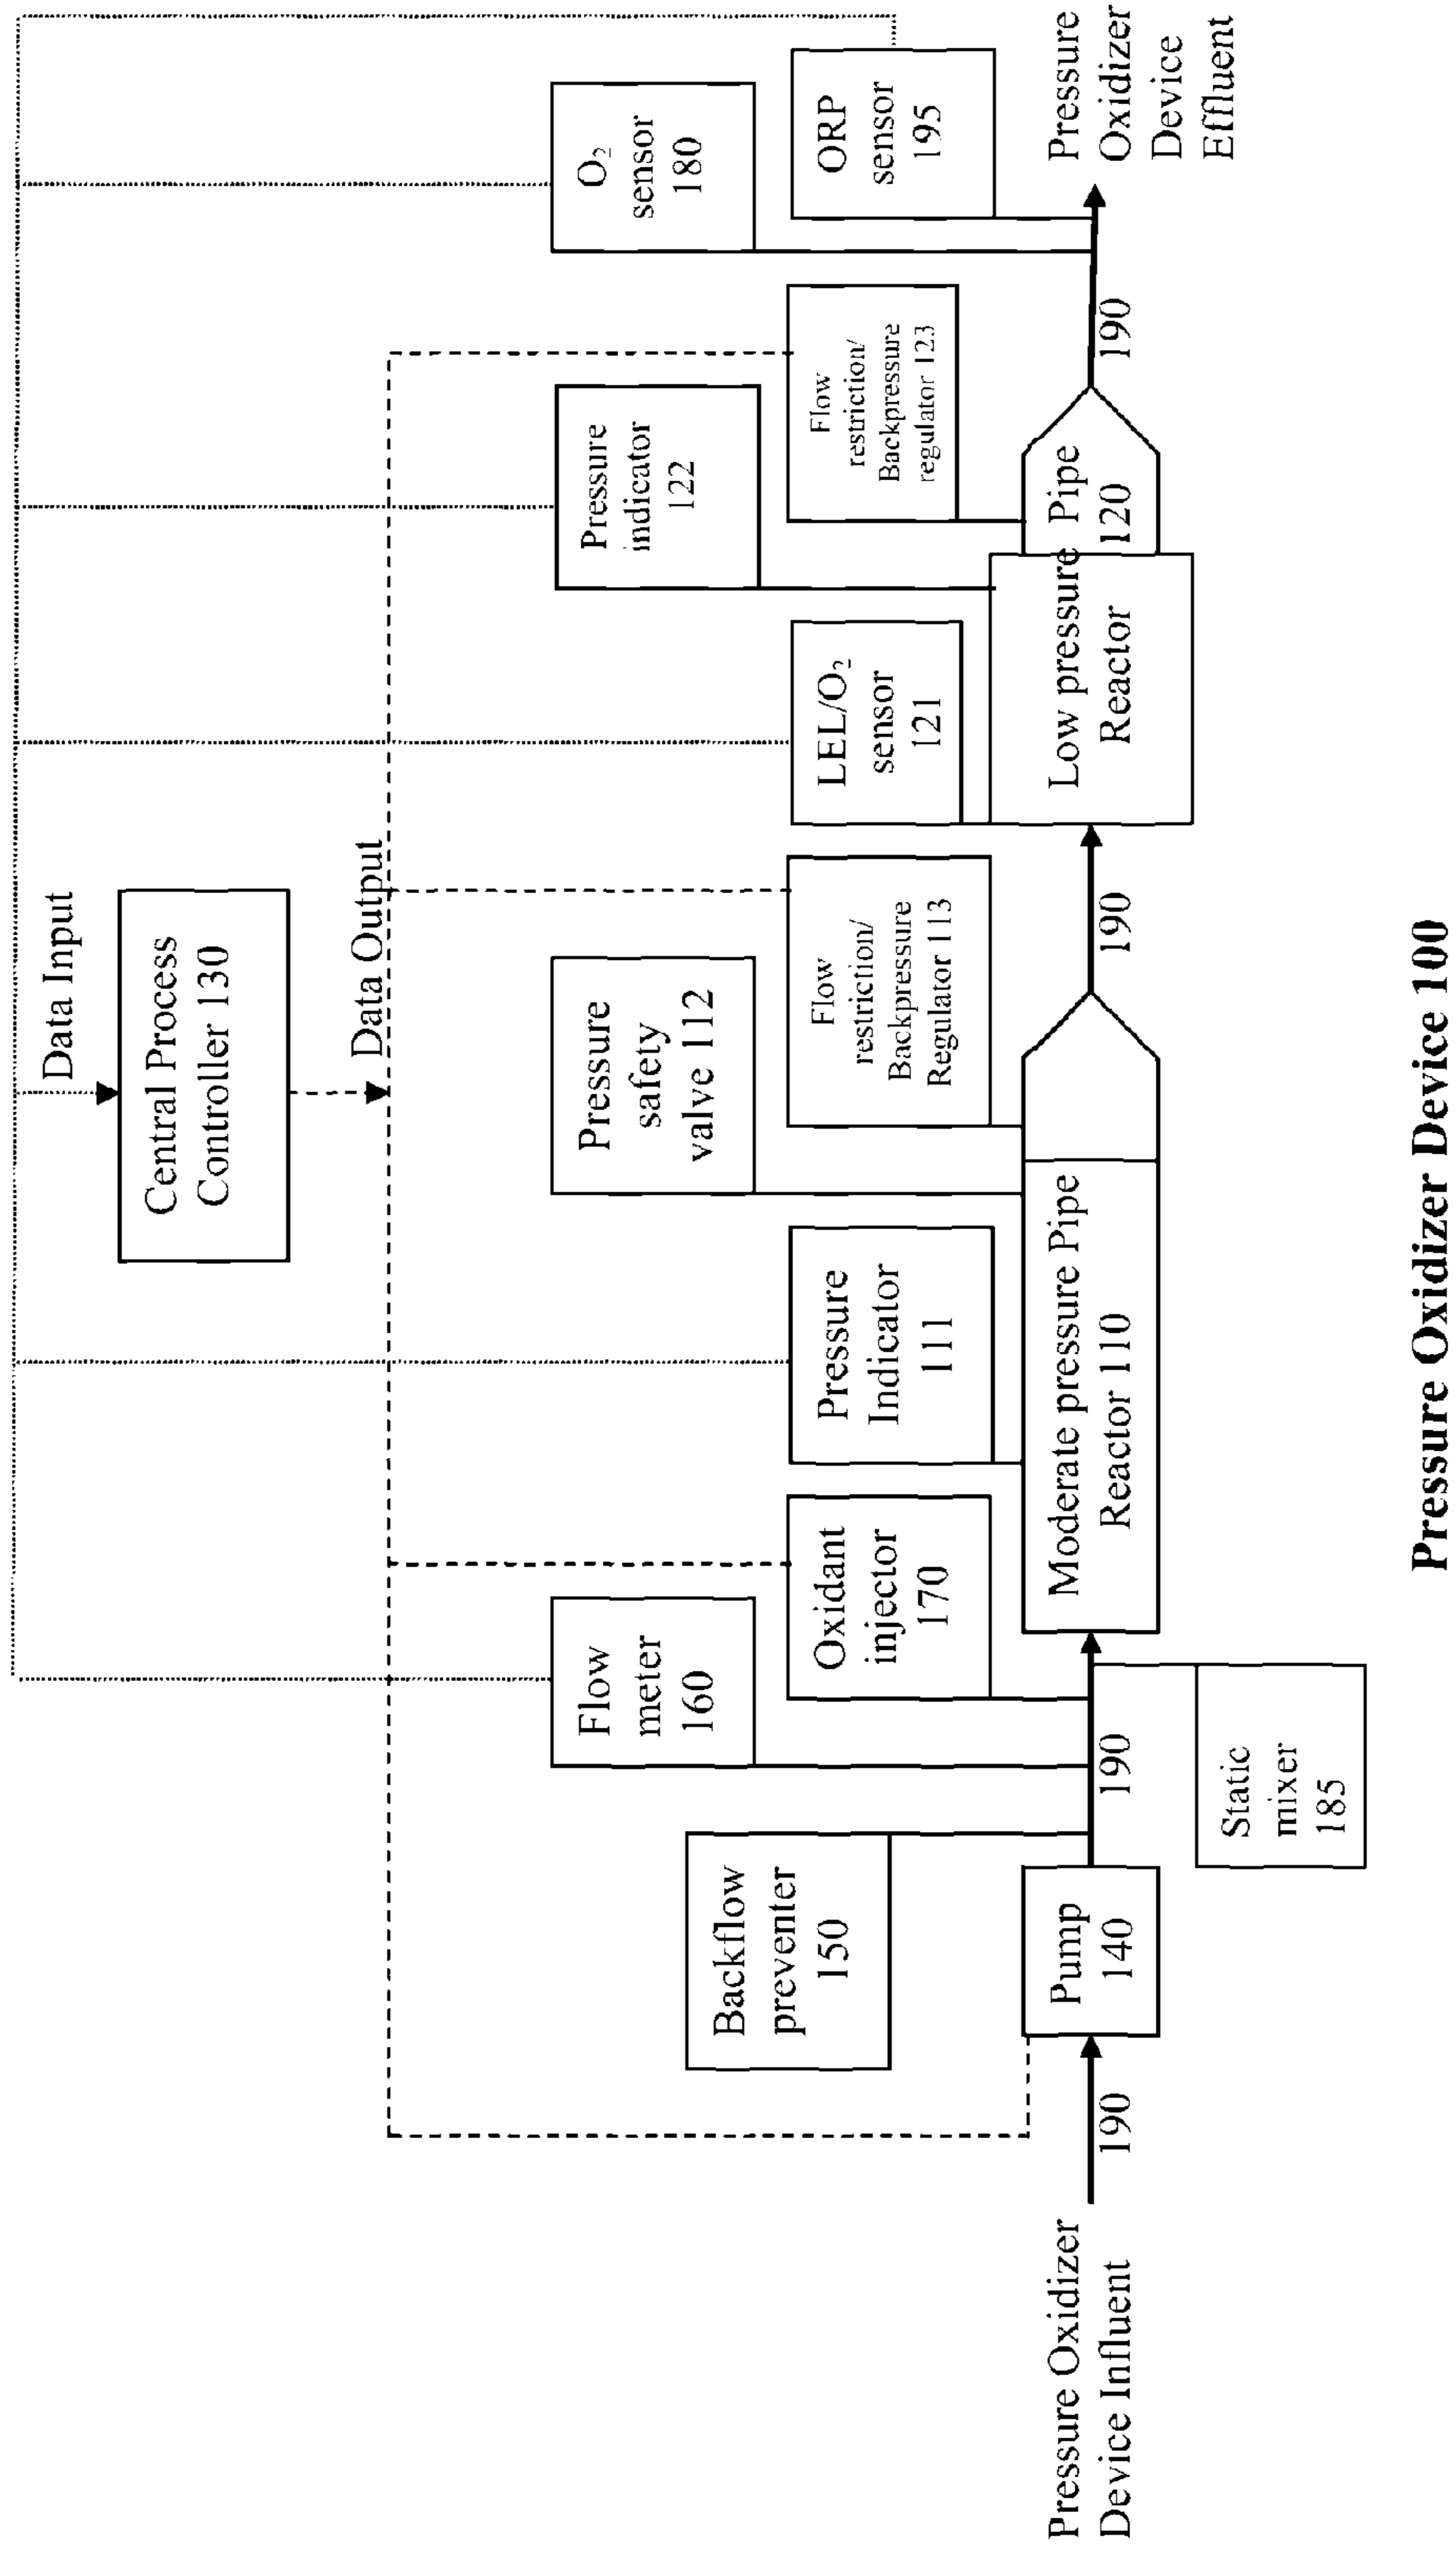 Data Input
Central Process
Controller 130
Data Output
Flow
meter
160
Pressure
safety
valve 112
Pressure
indicator
122
O₂
sensor
180
Backflow
preventer
150
Oxidant
injector
170
Pressure
Indicator
111
Flow
restriction/
Backpressure
Regulator 113
LEL/O₂
sensor
121
Flow
restriction/
Backpressure
regulator 123
ORP
sensor
195
Pressure Oxidizer
Device Influent
190
Pump
140
190
Moderate pressure Pipe
Reactor 110
190
Low pressure Pipe
Reactor 120
190
Pressure
Oxidizer
Device
Effluent
Static
mixer
185
Pressure Oxidizer Device 100